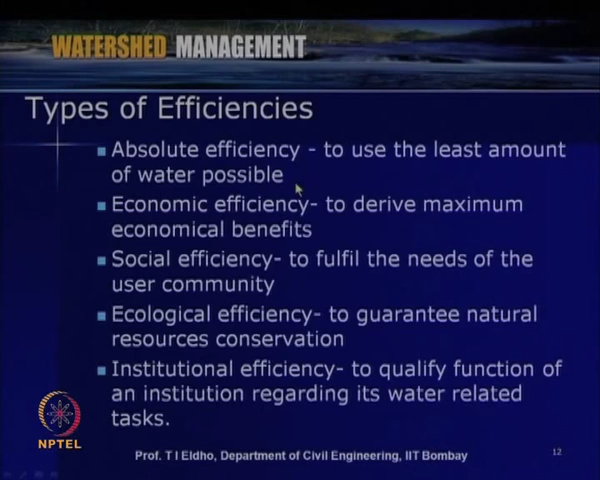 WATERSHED MANAGEMENT
Types of Efficiencies
Absolute efficiency - to use the least amount
of water possible
Economic efficiency- to derive maximum
economical benefits
Social efficiency- to fulfil the needs of the
user community
Ecological efficiency- to guarantee natural
resources conservation
Institutional efficiency- to qualify function of
an institution regarding its water related
tasks.
NPTEL
Prof. T I Eldho, Department of Civil Engineering, IIT Bombay
12